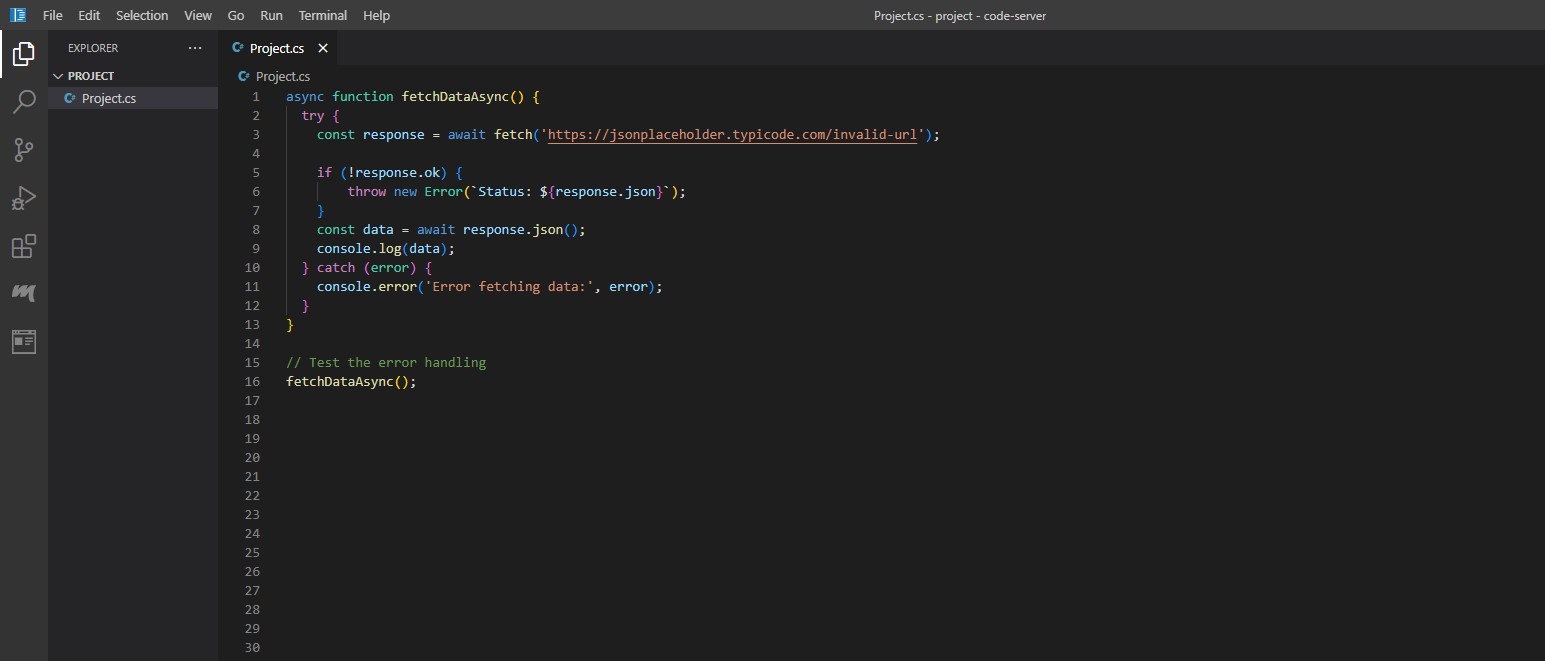 File Edit Selection View Go Run Terminal Help Project.cs - project - code-server
EXPLORER ...
PROJECT
C# Project.cs
C# Project.cs ×
C# Project.cs
1 async function fetchDataAsync() {
2 try {
3 const response = await fetch('https://jsonplaceholder.typicode.com/invalid-url');
4
5 if (!response.ok) {
6 throw new Error(`Status: ${response.json}`);
7 }
8 const data = await response.json();
9 console.log(data);
10 } catch (error) {
11 console.error('Error fetching data:', error);
12 }
13 }
14
15 // Test the error handling
16 fetchDataAsync();
17
18
19
20
21
22
23
24
25
26
27
28
29
30